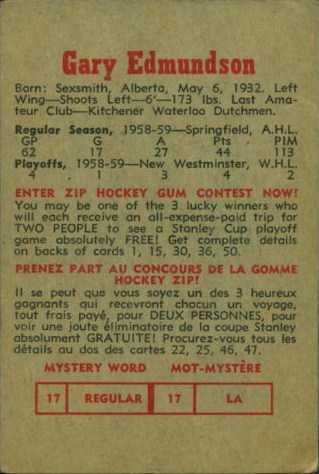 Gary Edmundson
Born: Sexsmith, Alberta, May 6, 1932. Left
Wing—Shoots Left—6'—173 lbs. Last Ama-
teur Club—Kitchener Waterloo Dutchmen.
Regular Season, 1958-59—Springfield, A.H.L.
GP G A Pts PIM
62 17 27 44 113
Playoffs, 1958-59—New Westminster, W.H.L.
4 1 3 4 2
ENTER ZIP HOCKEY GUM CONTEST NOW!
You may be one of the 3 lucky winners who
will each receive an all-expense-paid trip for
TWO PEOPLE to see a Stanley Cup playoff
game absolutely FREE! Get complete details
on backs of cards 1, 15, 30, 36, 50.
PRENEZ PART AU CONCOURS DE LA GOMME
HOCKEY ZIP!
Il se peut que vous soyez un des 3 heureux
gagnants qui recevront chacun un voyage,
tout frais payé, pour DEUX PERSONNES, pour
voir une joute éliminatoire de la coupe Stanley
absolument GRATUITE! Procurez-vous tous les
détails au dos des cartes 22, 25, 46, 47.
MYSTERY WORD MOT-MYSTÈRE
17 REGULAR 17 LA